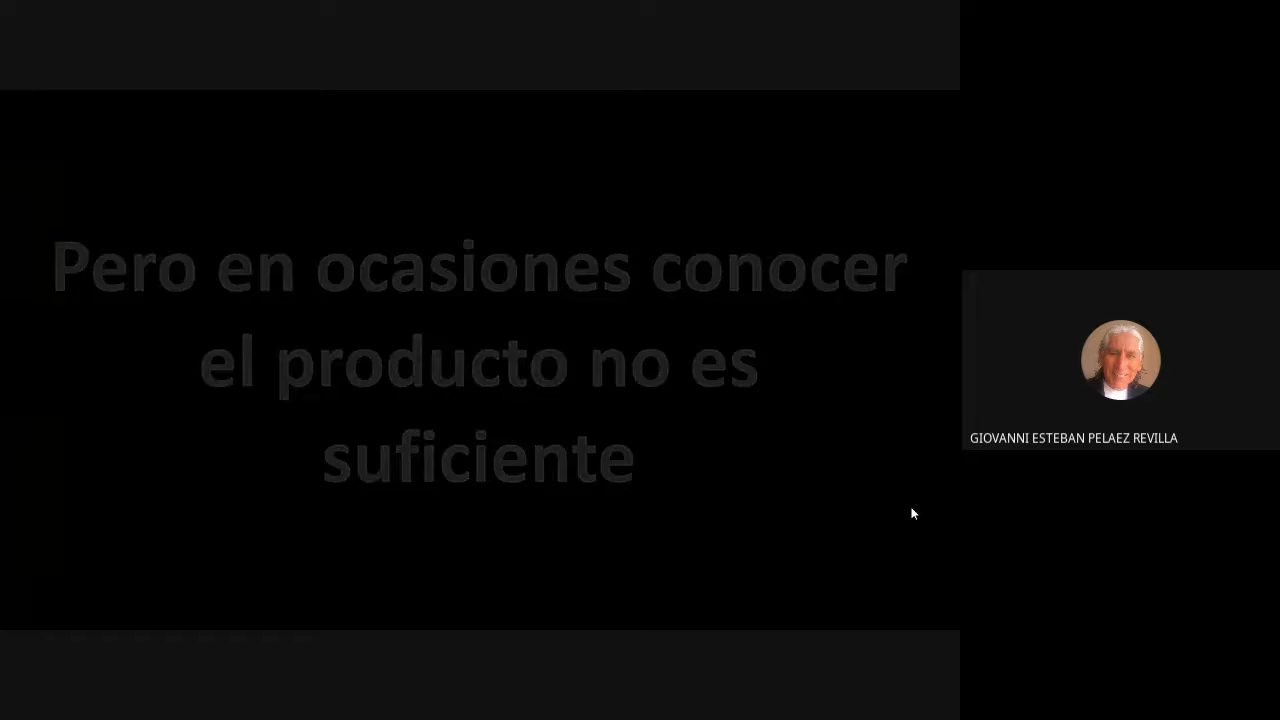 Pero en ocasiones conocer
el producto no es
suficiente
GIOVANNI ESTEBAN PELAEZ REVILLA